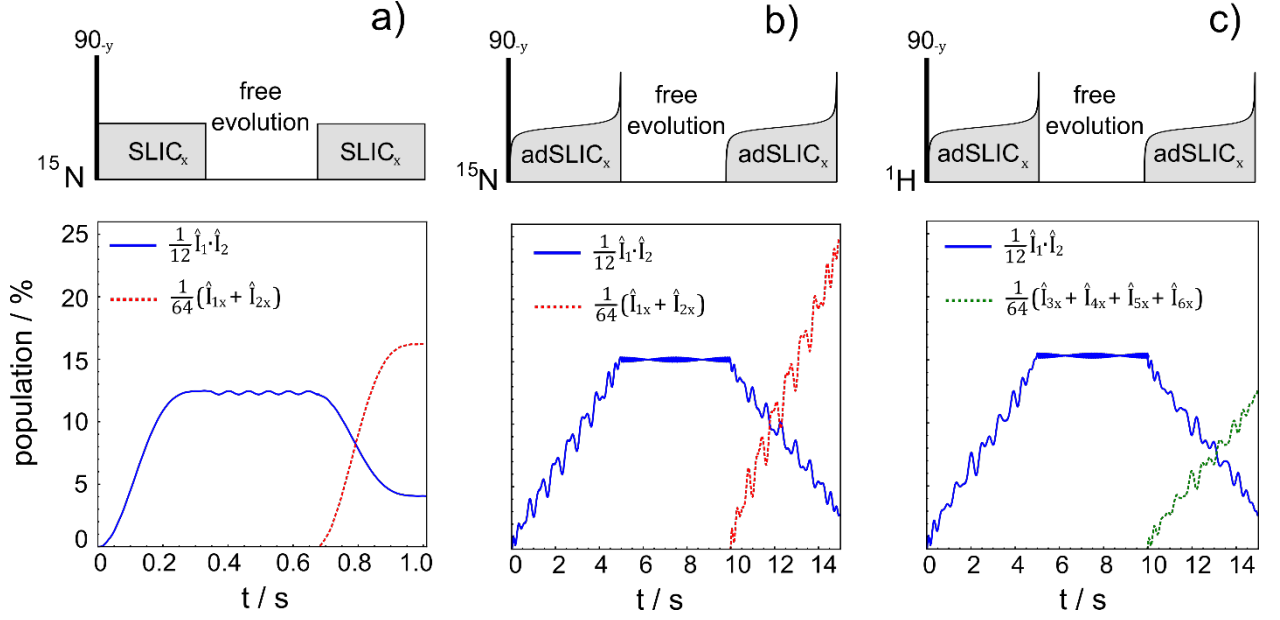 a)
90-y
free
evolution
SLICx
SLICx
15N
b)
90-y
free
evolution
adSLICx
adSLICx
15N
c)
90-y
free
evolution
adSLICx
adSLICx
1H
population / %
25
20
15
10
5
0
1/12 Î1·Î2
1/64(Î1x + Î2x)
0 0.2 0.4 0.6 0.8 1.0
t / s
1/12 Î1·Î2
1/64(Î1x + Î2x)
0 2 4 6 8 10 12 14
t / s
1/12 Î1·Î2
1/64(Î3x + Î4x + Î5x + Î6x)
0 2 4 6 8 10 12 14
t / s